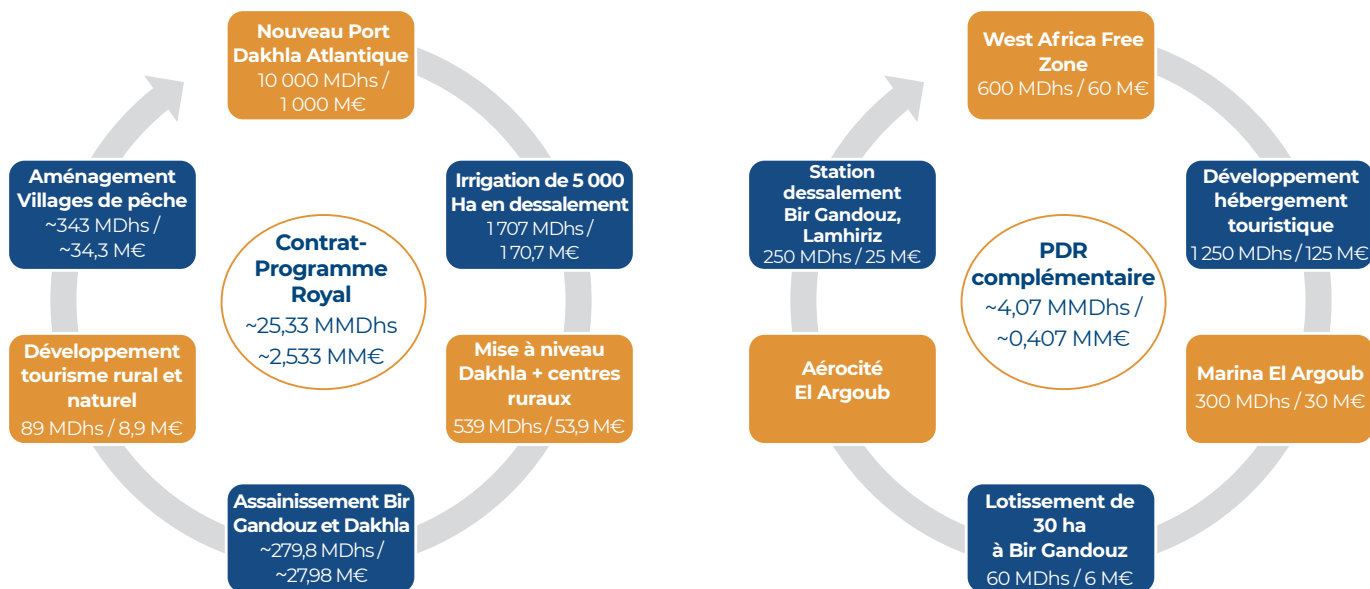 Nouveau Port
Dakhla Atlantique
10 000 MDhs /
1 000 M€
Irrigation de 5 000
Ha en dessalement
1 707 MDhs /
170,7 M€
Mise à niveau
Dakhla + centres
ruraux
539 MDhs / 53,9 M€
Assainissement Bir
Gandouz et Dakhla
~279,8 MDhs /
~27,98 M€
Développement
tourisme rural et
naturel
89 MDhs / 8,9 M€
Aménagement
Villages de pêche
~343 MDhs /
~34,3 M€
Contrat-
Programme
Royal
~25,33 MMDhs
~2,533 MM€
West Africa Free
Zone
600 MDhs / 60 M€
Développement
hébergement
touristique
1 250 MDhs / 125 M€
Marina El Argoub
300 MDhs / 30 M€
Lotissement de
30 ha
à Bir Gandouz
60 MDhs / 6 M€
Aérocité
El Argoub
Station
dessalement
Bir Gandouz,
Lamhiriz
250 MDhs / 25 M€
PDR
complémentaire
~4,07 MMDhs /
~0,407 MM€